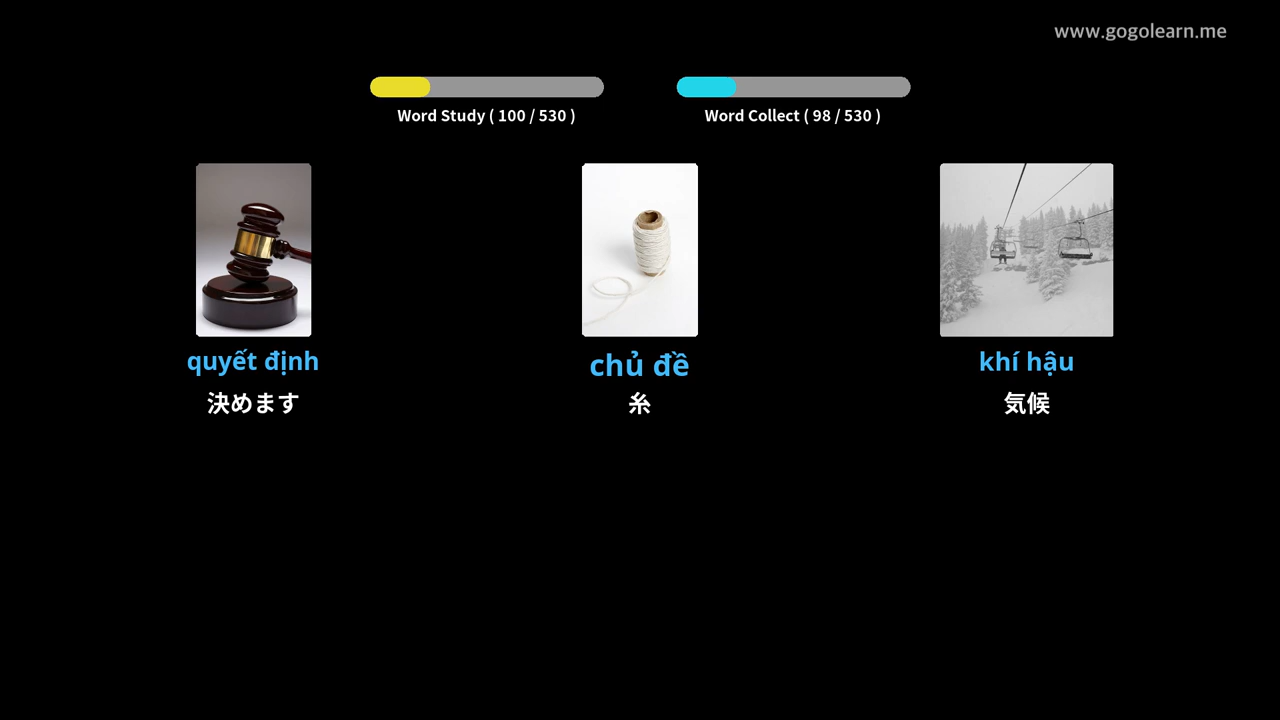 www.gogolearn.me
Word Study ( 100 / 530 )
Word Collect ( 98 / 530 )
quyết định
決めます
chủ đề
糸
khí hậu
気候